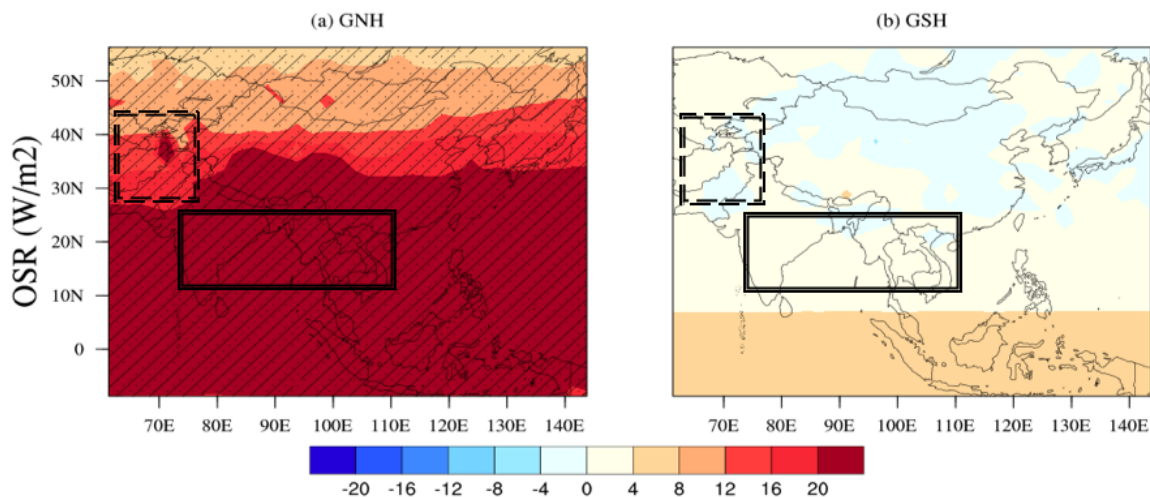 (a) GNH
(b) GSH
OSR (W/m2)
50N
40N
30N
20N
10N
0
70E 80E 90E 100E 110E 120E 130E 140E
70E 80E 90E 100E 110E 120E 130E 140E
-20 -16 -12 -8 -4 0 4 8 12 16 20